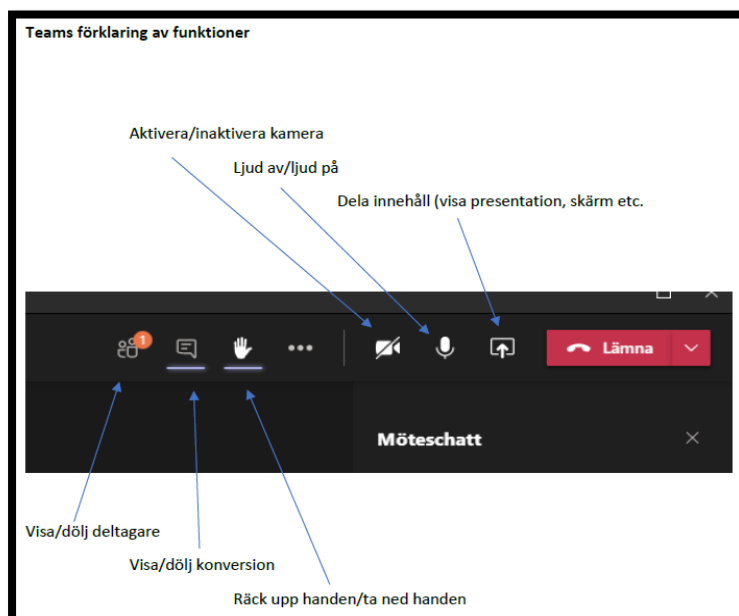 Teams förklaring av funktioner
Aktivera/inaktivera kamera
Ljud av/ljud på
Dela innehåll (visa presentation, skärm etc.
1
Lämna
Möteschatt
Visa/dölj deltagare
Visa/dölj konversion
Räck upp handen/ta ned handen